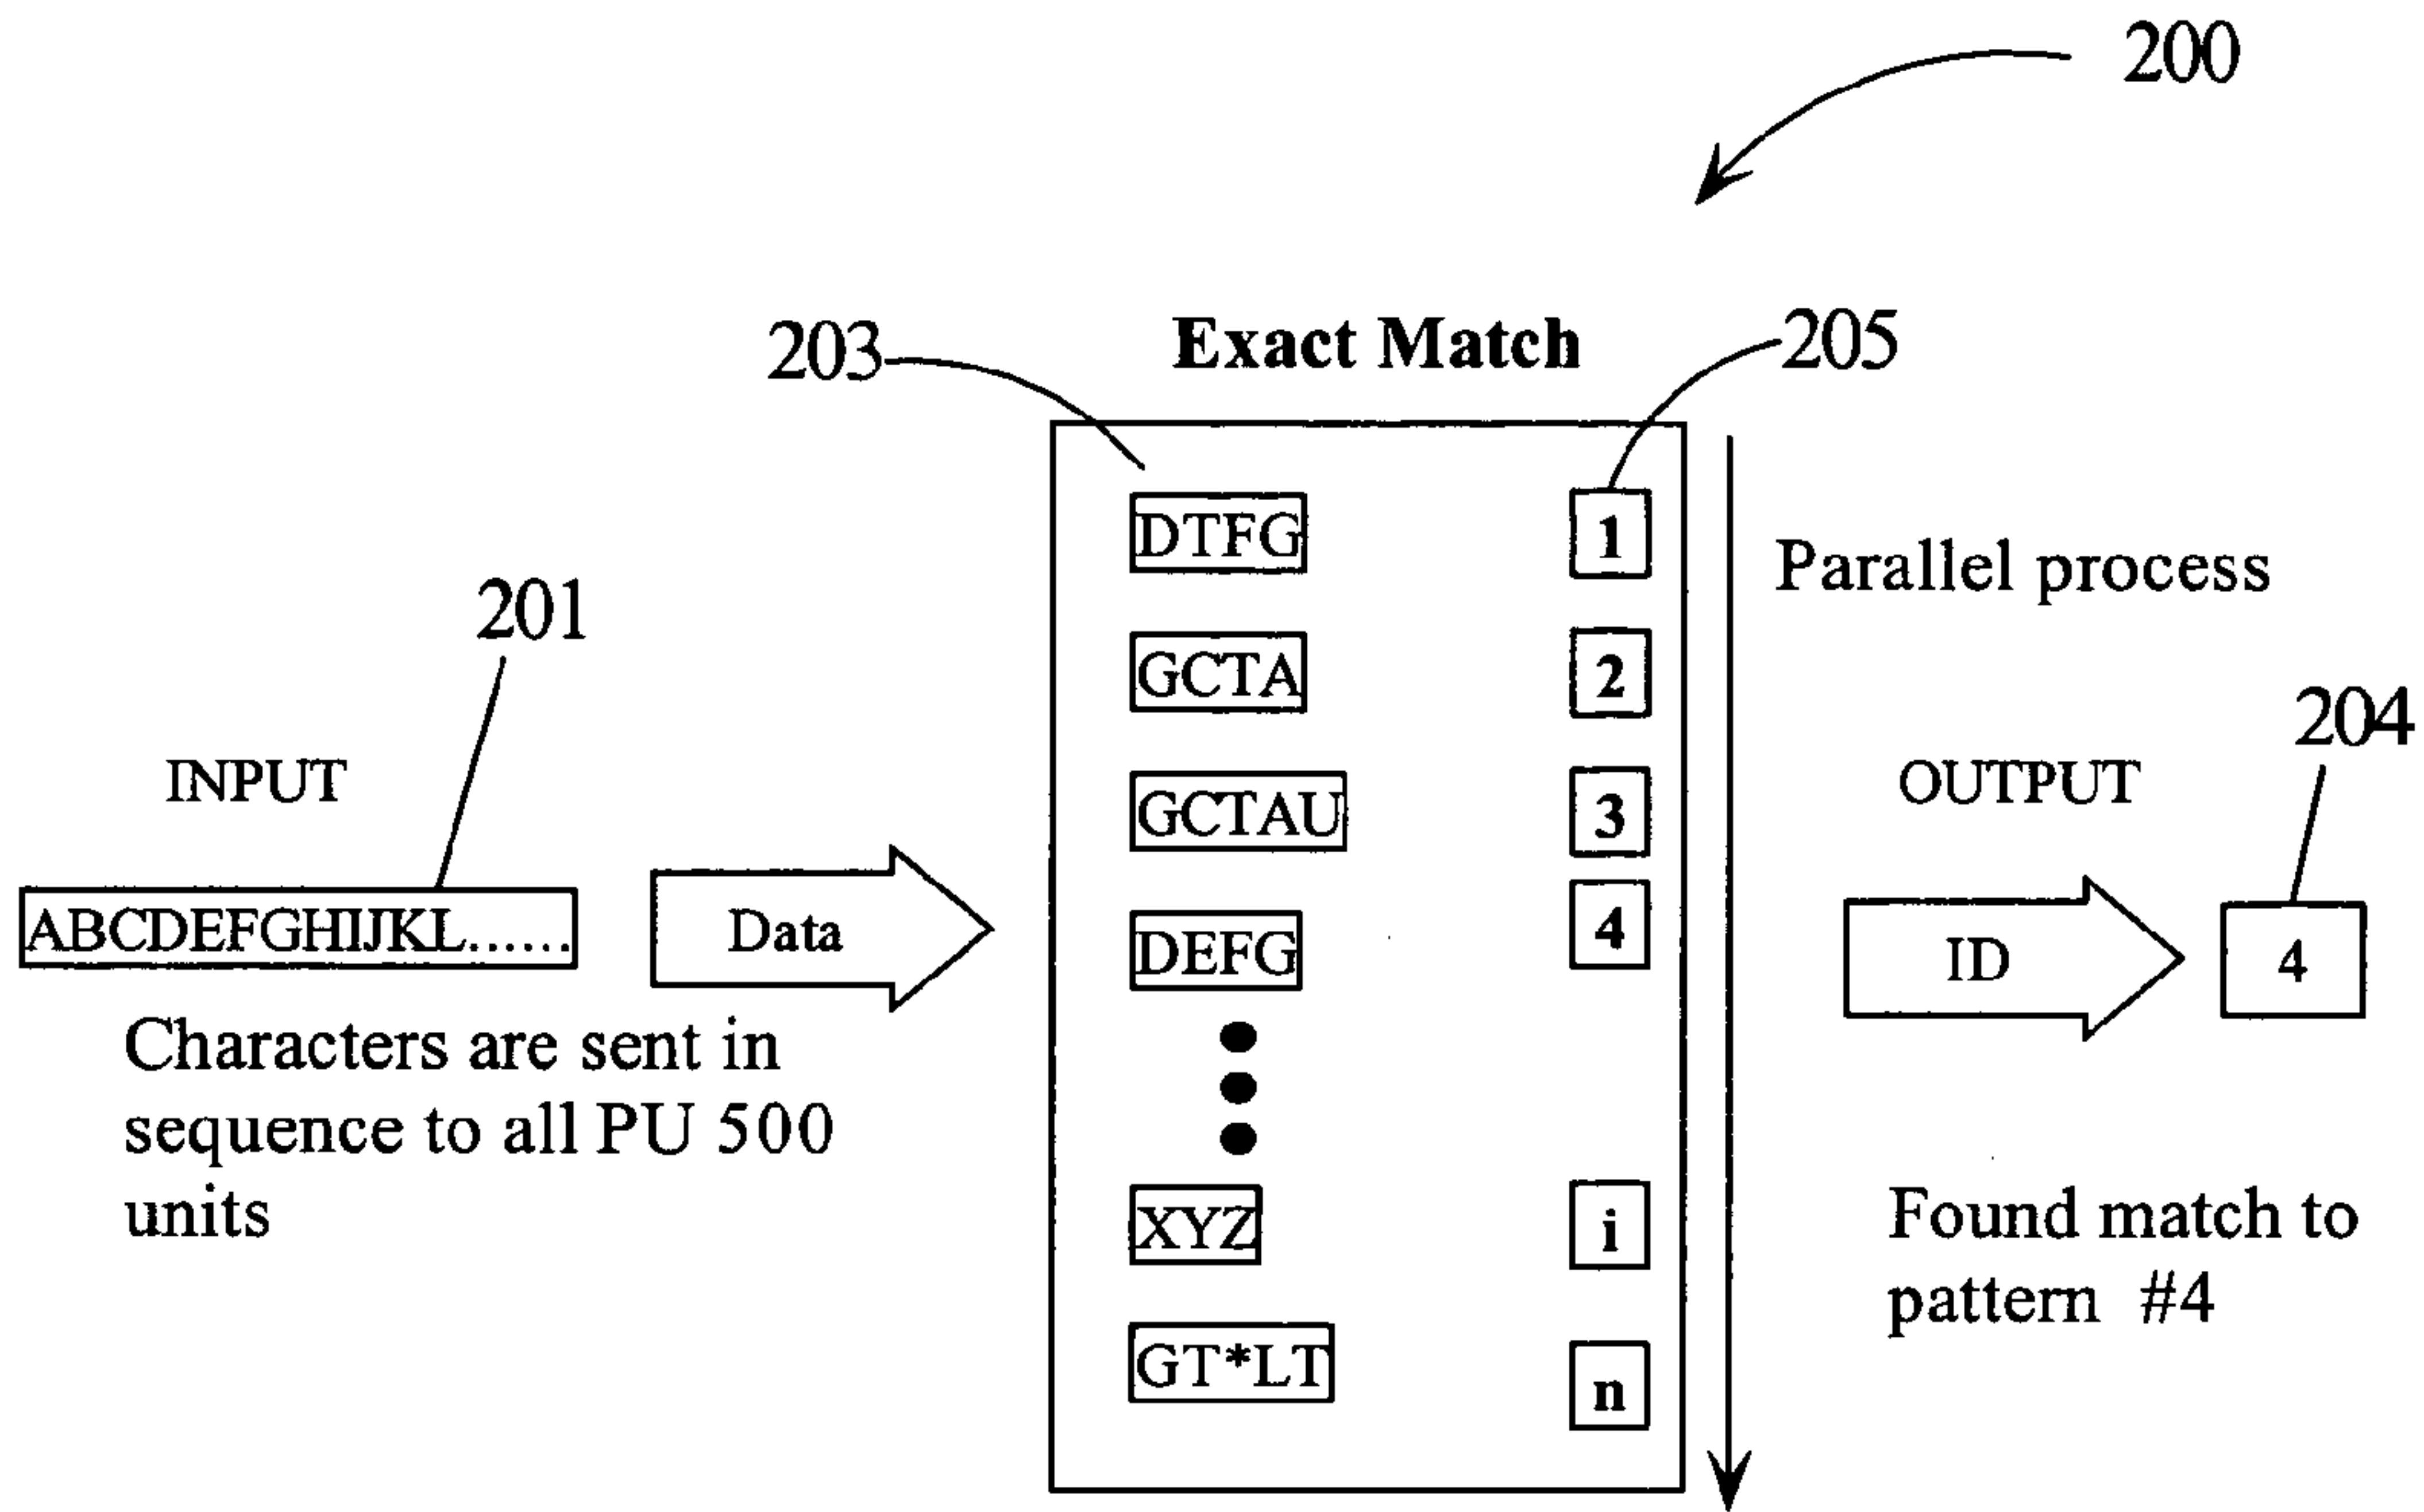 200
203
Exact Match
205
DTFG
1
Parallel process
201
GCTA
2
204
INPUT
GCTAU
3
OUTPUT
ABCDEFGHIJKL......
Data
DEFG
4
ID
4
Characters are sent in
sequence to all PU 500
units
XYZ
i
Found match to
pattern #4
GT*LT
n